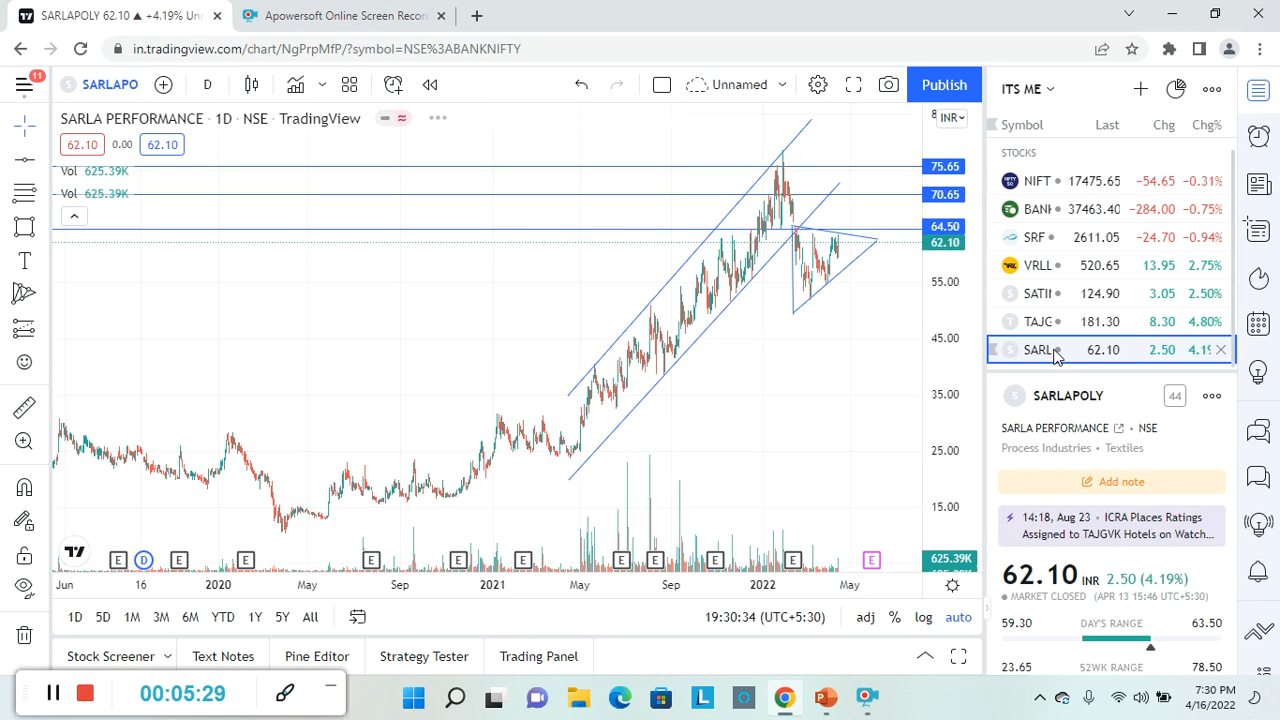 SARLAPOLY 62.10 ▲ +4.19% Unn
Apowersoft Online Screen Recor
in.tradingview.com/chart/NgPrpMfP/?symbol=NSE%3ABANKNIFTY
11
SARLAPO
D
Unnamed
Publish
SARLA PERFORMANCE · 1D · NSE · TradingView
INR
62.10 0.00 62.10
Vol 625.39K
Vol 625.39K
75.65
70.65
64.50
62.10
55.00
45.00
35.00
25.00
15.00
625.39K
E D E E E E E E E E E E
Jun 16 2020 May Sep 2021 May Sep 2022 May
1D 5D 1M 3M 6M YTD 1Y 5Y All
19:30:34 (UTC+5:30) adj % log auto
Stock Screener Text Notes Pine Editor Strategy Tester Trading Panel
ITS ME
Symbol Last Chg Chg%
STOCKS
NIFT 17475.65 −54.65 −0.31%
BANK 37463.40 −284.00 −0.75%
SRF 2611.05 −24.70 −0.94%
VRLL 520.65 13.95 2.75%
SATI 124.90 3.05 2.50%
TAJG 181.30 8.30 4.80%
SARL 62.10 2.50 4.19
S SARLAPOLY 44
SARLA PERFORMANCE • NSE
Process Industries • Textiles
Add note
14:18, Aug 23 • ICRA Places Ratings
Assigned to TAJGVK Hotels on Watch...
62.10 INR 2.50 (4.19%)
MARKET CLOSED (APR 13 15:46 UTC+5:30)
59.30 DAY'S RANGE 63.50
23.65 52WK RANGE 78.50
00:05:29
7:30 PM
4/16/2022